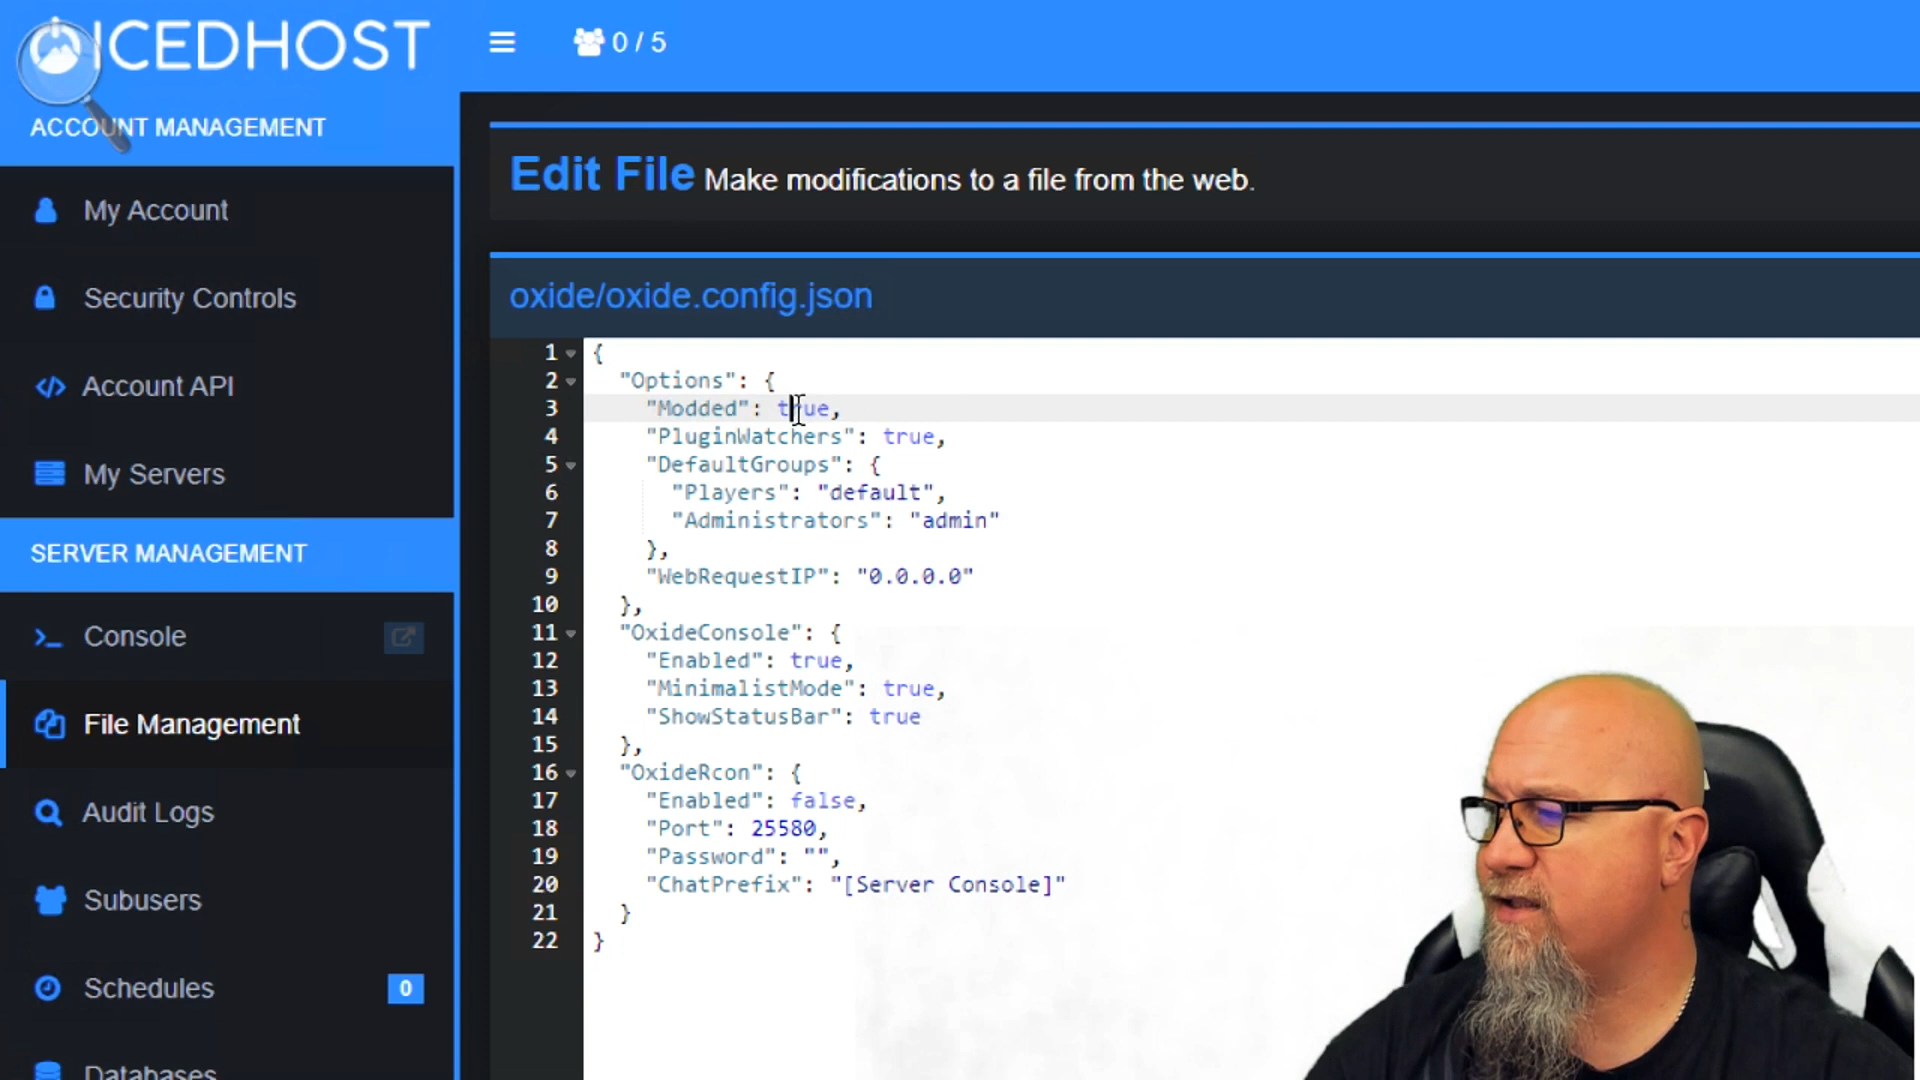 ICEDHOST
0 / 5
ACCOUNT MANAGEMENT
My Account
Security Controls
Account API
My Servers
SERVER MANAGEMENT
Console
File Management
Audit Logs
Subusers
Schedules 0
Databases
Edit File Make modifications to a file from the web.
oxide/oxide.config.json
1 {
2 "Options": {
3 "Modded": true,
4 "PluginWatchers": true,
5 "DefaultGroups": {
6 "Players": "default",
7 "Administrators": "admin"
8 },
9 "WebRequestIP": "0.0.0.0"
10 },
11 "OxideConsole": {
12 "Enabled": true,
13 "MinimalistMode": true,
14 "ShowStatusBar": true
15 },
16 "OxideRcon": {
17 "Enabled": false,
18 "Port": 25580,
19 "Password": "",
20 "ChatPrefix": "[Server Console]"
21 }
22 }